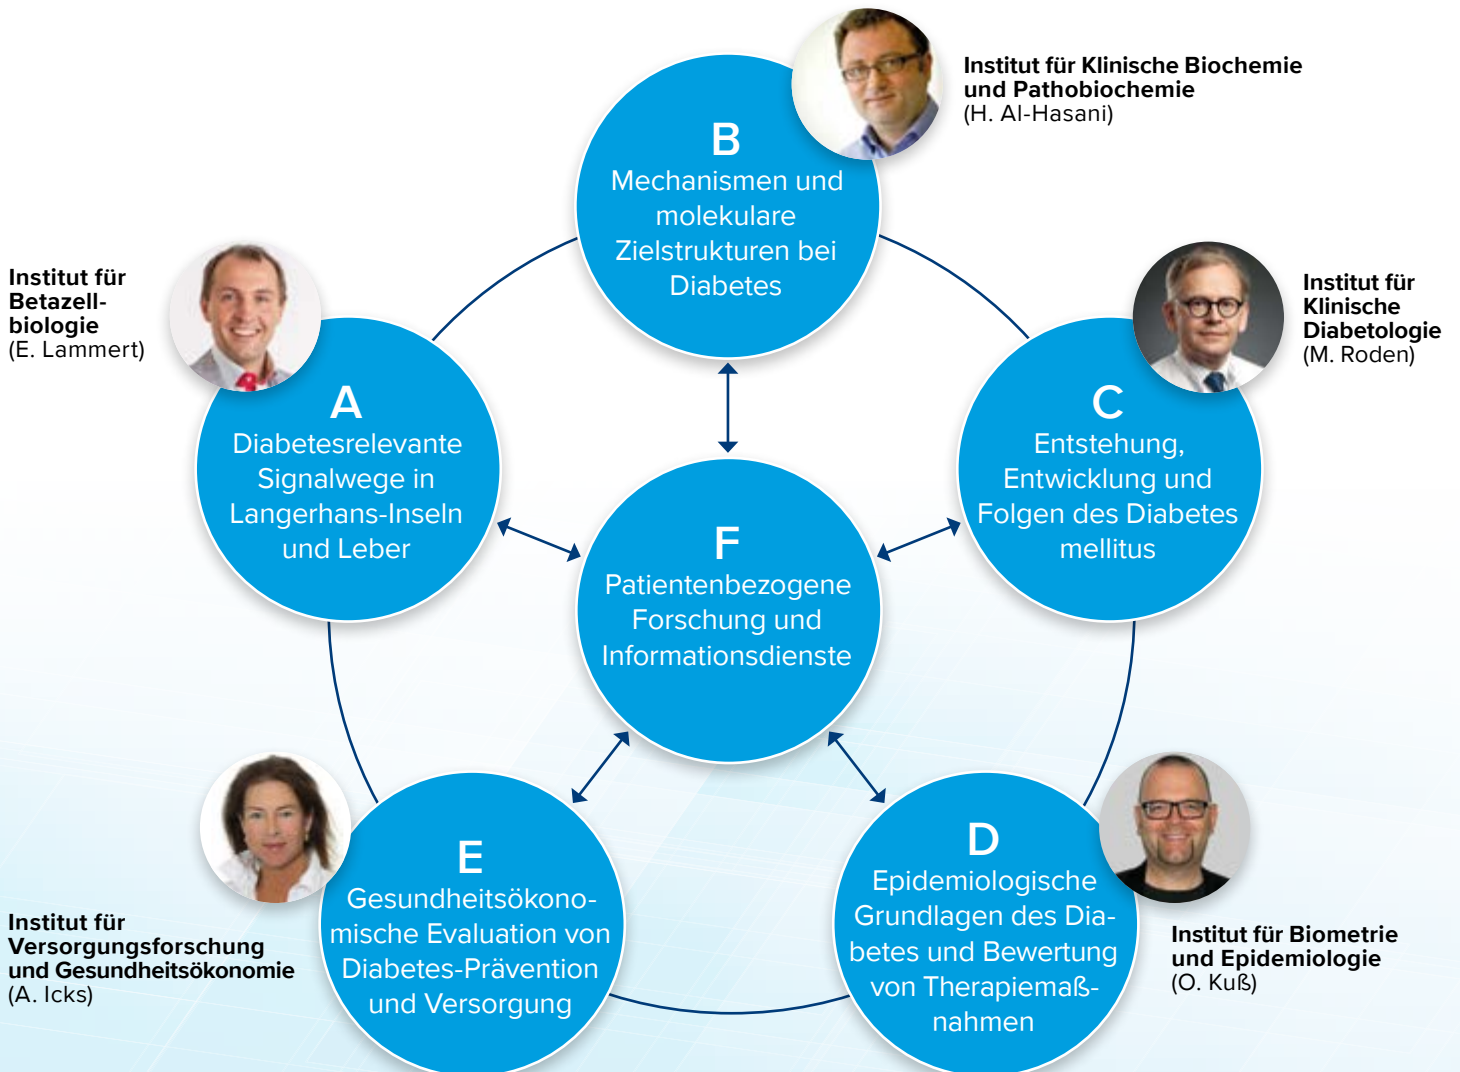 B
Mechanismen und
molekulare
Zielstrukturen bei
Diabetes
Institut für Klinische Biochemie
und Pathobiochemie
(H. Al-Hasani)
Institut für
Betazell-
biologie
(E. Lammert)
A
Diabetesrelevante
Signalwege in
Langerhans-Inseln
und Leber
Institut für
Klinische
Diabetologie
(M. Roden)
C
Entstehung,
Entwicklung und
Folgen des Diabetes
mellitus
F
Patientenbezogene
Forschung und
Informationsdienste
Institut für
Versorgungsforschung
und Gesundheitsökonomie
(A. Icks)
E
Gesundheitsökono-
mische Evaluation von
Diabetes-Prävention
und Versorgung
D
Epidemiologische
Grundlagen des Dia-
betes und Bewertung
von Therapiemaß-
nahmen
Institut für Biometrie
und Epidemiologie
(O. Kuß)